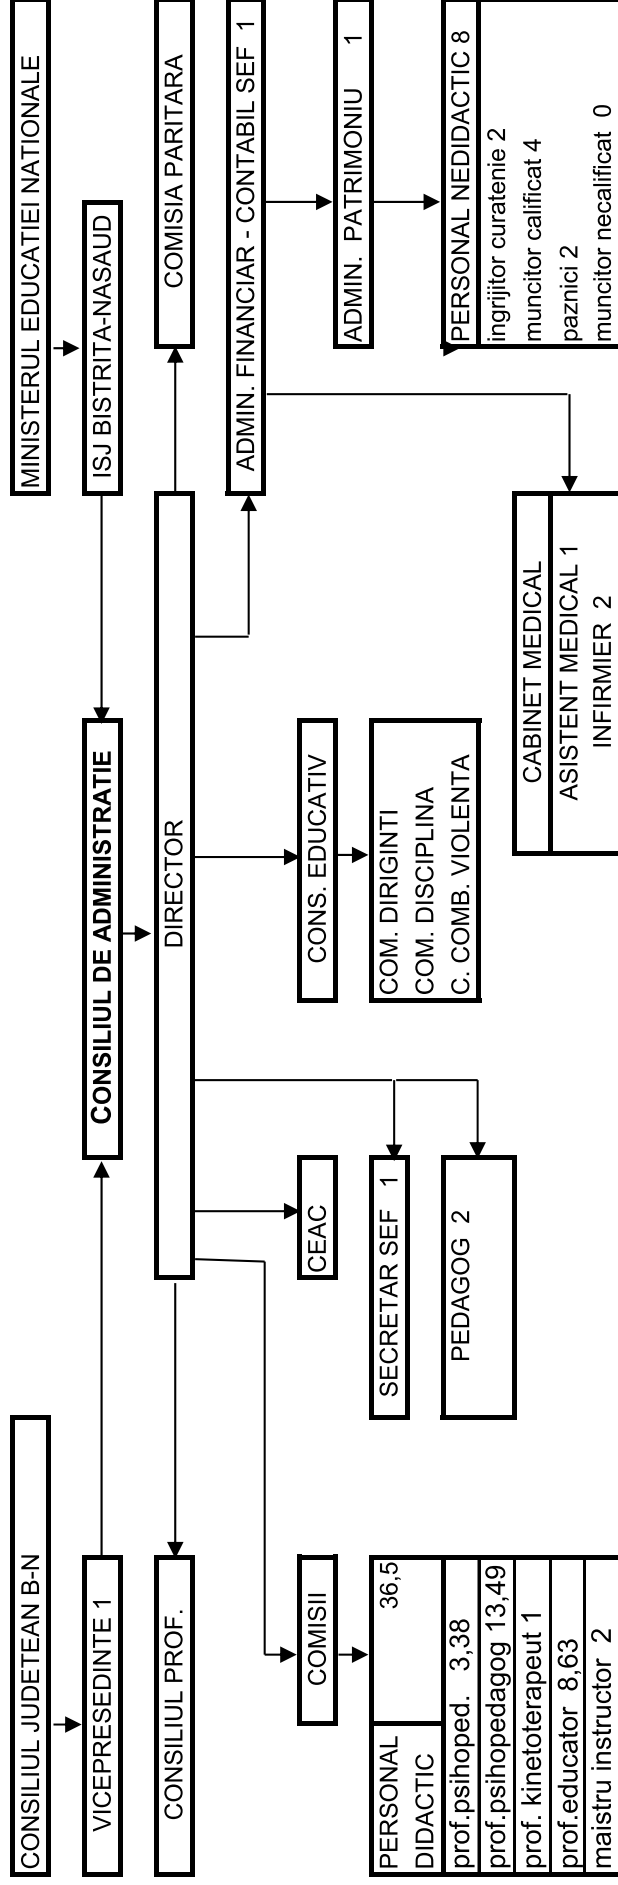 CONSILIUL JUDETEAN B-N
MINISTERUL EDUCATIEI NATIONALE
VICEPRESEDINTE 1
CONSILIUL DE ADMINISTRATIE
ISJ BISTRITA-NASAUD
CONSILIUL PROF.
DIRECTOR
COMISIA PARITARA
ADMIN. FINANCIAR - CONTABIL SEF 1
COMISII
CEAC
CONS. EDUCATIV
ADMIN. PATRIMONIU 1
PERSONAL 36,5
DIDACTIC
SECRETAR SEF 1
COM. DIRIGINTI
COM. DISCIPLINA
C. COMB. VIOLENTA
PERSONAL NEDIDACTIC 8
prof.psihoped. 3,38
prof.psihopedagog 13,49
prof. kinetoterapeut 1
prof.educator 8,63
maistru instructor 2
PEDAGOG 2
ingrijitor curatenie 2
muncitor calificat 4
paznici 2
muncitor necalificat 0
CABINET MEDICAL
ASISTENT MEDICAL 1
INFIRMIER 2